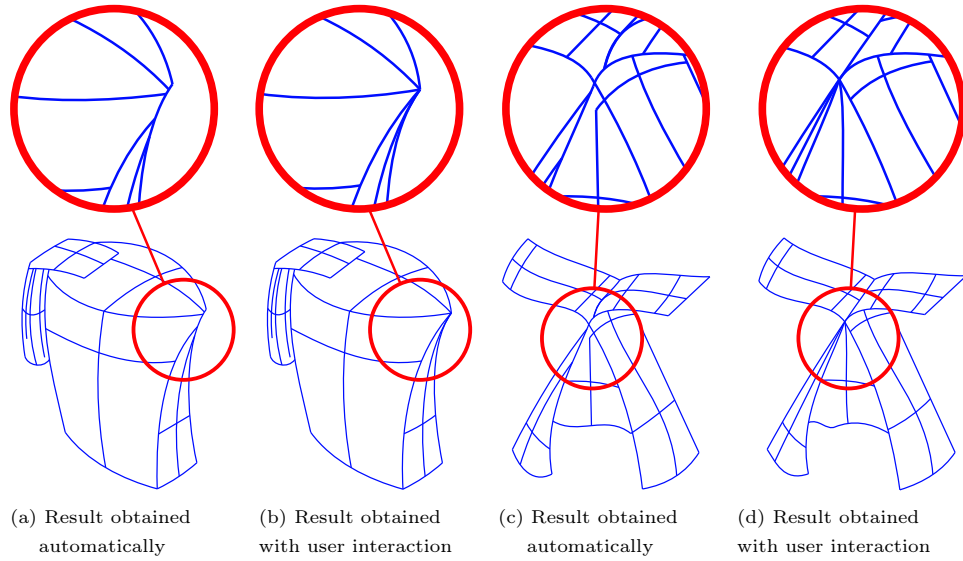 (a) Result obtained
automatically
(b) Result obtained
with user interaction
(c) Result obtained
automatically
(d) Result obtained
with user interaction